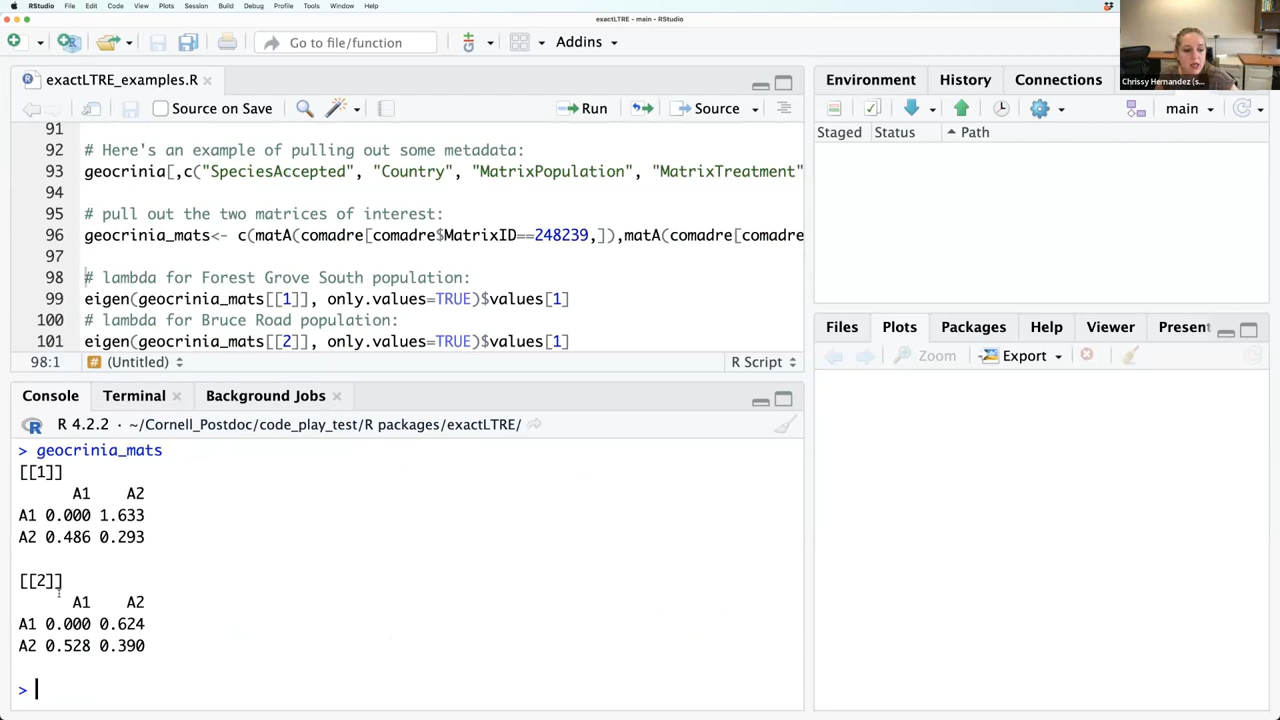 RStudio File Edit Code View Plots Session Build Debug Profile Tools Window Help
exactLTRE - main - RStudio
Go to file/function
Addins
exactLTRE_examples.R
Source on Save
Run
Source
91
92 # Here's an example of pulling out some metadata:
93 geocrinia[,c("SpeciesAccepted", "Country", "MatrixPopulation", "MatrixTreatment"
94
95 # pull out the two matrices of interest:
96 geocrinia_mats<- c(matA(comadre[comadre$MatrixID==248239,]),matA(comadre[comadre
97
98 # lambda for Forest Grove South population:
99 eigen(geocrinia_mats[[1]], only.values=TRUE)$values[1]
100 # lambda for Bruce Road population:
101 eigen(geocrinia_mats[[2]], only.values=TRUE)$values[1]
98:1 # (Untitled) R Script
Console Terminal Background Jobs
R 4.2.2 · ~/Cornell_Postdoc/code_play_test/R packages/exactLTRE/
> geocrinia_mats
[[1]]
A1 A2
A1 0.000 1.633
A2 0.486 0.293
[[2]]
A1 A2
A1 0.000 0.624
A2 0.528 0.390
>
Environment History Connections
main
Staged Status Path
Files Plots Packages Help Viewer Present
Zoom Export
Chrissy Hernandez (s...